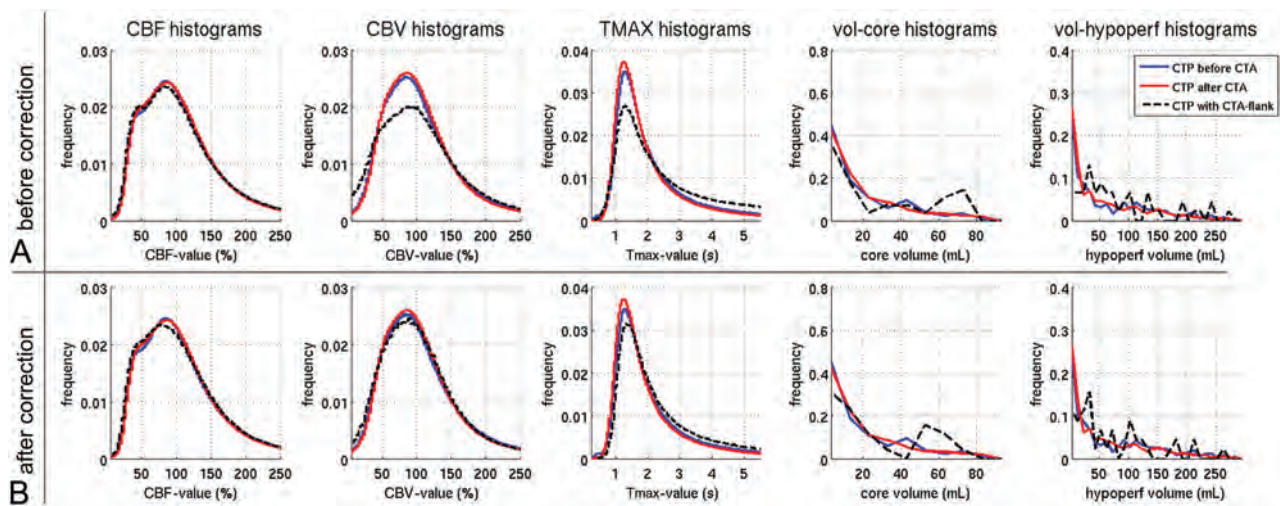 CBF histograms CBV histograms TMAX histograms vol-core histograms vol-hypoperf histograms
A before correction
frequency
0.03
0.02
0.01
0
50 100 150 200 250
CBF-value (%)
frequency
0.03
0.02
0.01
0
50 100 150 200 250
CBV-value (%)
frequency
0.04
0.03
0.02
0.01
0
1 2 3 4 5
Tmax-value (s)
frequency
0.8
0.6
0.4
0.2
0
0 20 40 60 80
core volume (mL)
frequency
0.4
0.3
0.2
0.1
0
50 100 150 200 250
hypoperf volume (mL)
CTP before CTA
CTP after CTA
CTP with CTA-flank
B after correction
frequency
0.03
0.02
0.01
0
50 100 150 200 250
CBF-value (%)
frequency
0.03
0.02
0.01
0
50 100 150 200 250
CBV-value (%)
frequency
0.04
0.03
0.02
0.01
0
1 2 3 4 5
Tmax-value (s)
frequency
0.8
0.6
0.4
0.2
0.0
20 40 60 80
core volume (mL)
frequency
0.4
0.3
0.2
0.1
0
50 100 150 200 250
hypoperf volume (mL)